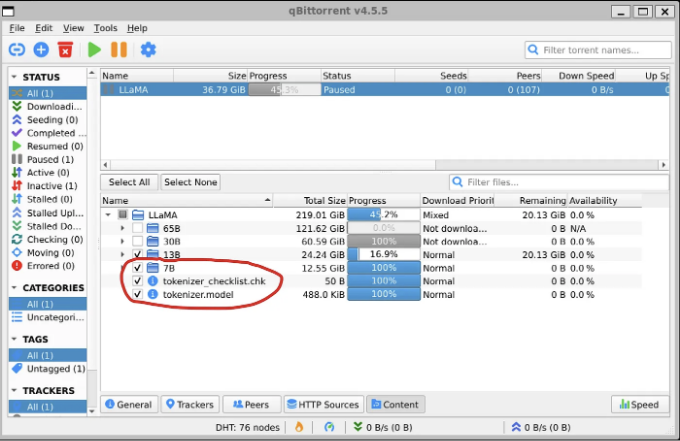 qBittorrent v4.5.5
File Edit View Tools Help
Filter torrent names...
STATUS
All (1)
Downloadi...
Seeding (0)
Completed ...
Resumed (0)
Paused (1)
Active (0)
Inactive (1)
Stalled (0)
Stalled Upl...
Stalled Do...
Checking (0)
Moving (0)
Errored (0)
CATEGORIES
All (1)
Uncategori...
TAGS
All (1)
Untagged (1)
TRACKERS
All (1)
Name Size Progress Status Seeds Peers Down Speed Up Sp
LLaMA 36.79 GiB 45.3% Paused 0 (0) 0 (107) 0 B/s
Select All Select None Filter files...
Name Total Size Progress Download Priorit Remaining Availability
LLaMA 219.01 GiB 45.2% Mixed 20.13 GiB 0.0 %
65B 121.62 GiB 0.0% Not downloa... 0 B N/A
30B 60.59 GiB 100% Not downloa... 0 B 0.0 %
13B 24.24 GiB 16.9% Normal 20.13 GiB 0.0 %
7B 12.55 GiB 100% Normal 0 B 0.0 %
tokenizer_checklist.chk 50 B 100% Normal 0 B 0.0 %
tokenizer.model 488.0 KiB 100% Normal 0 B 0.0 %
General Trackers Peers HTTP Sources Content Speed
DHT: 76 nodes 0 B/s (0 B) 0 B/s (0 B)